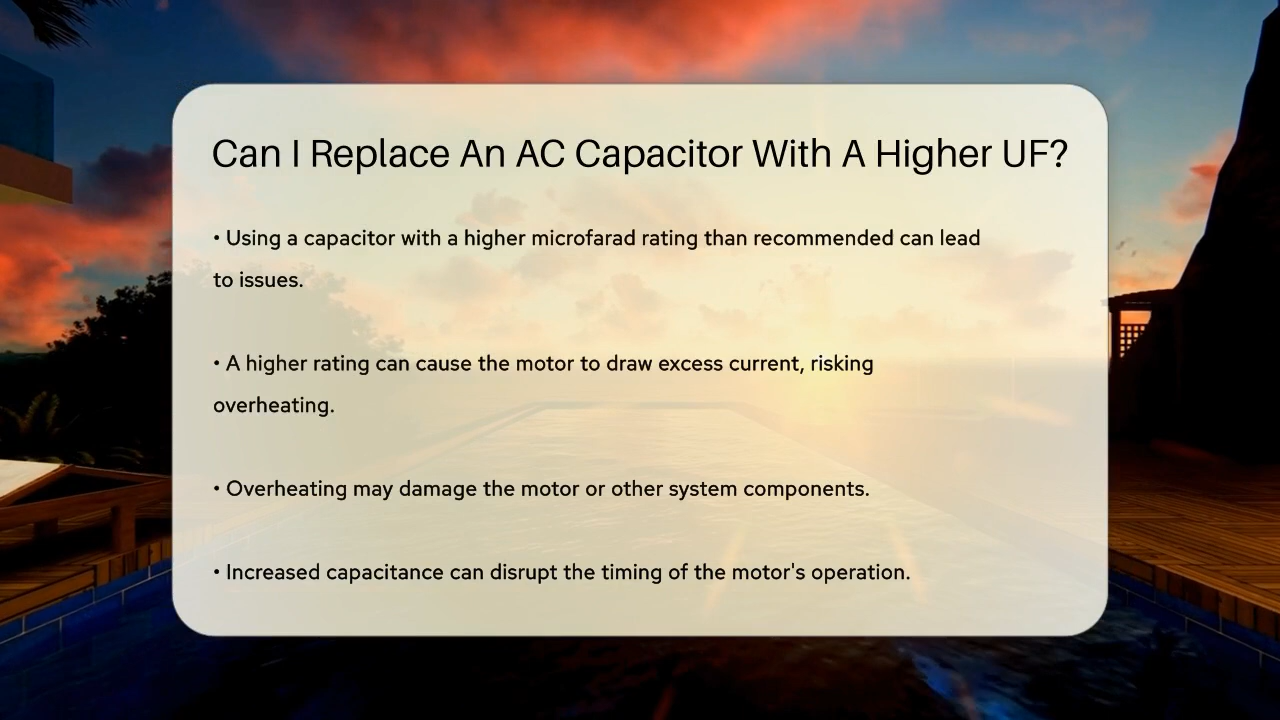 Can I Replace An AC Capacitor With A Higher UF?
• Using a capacitor with a higher microfarad rating than recommended can lead
to issues.
• A higher rating can cause the motor to draw excess current, risking
overheating.
• Overheating may damage the motor or other system components.
• Increased capacitance can disrupt the timing of the motor's operation.